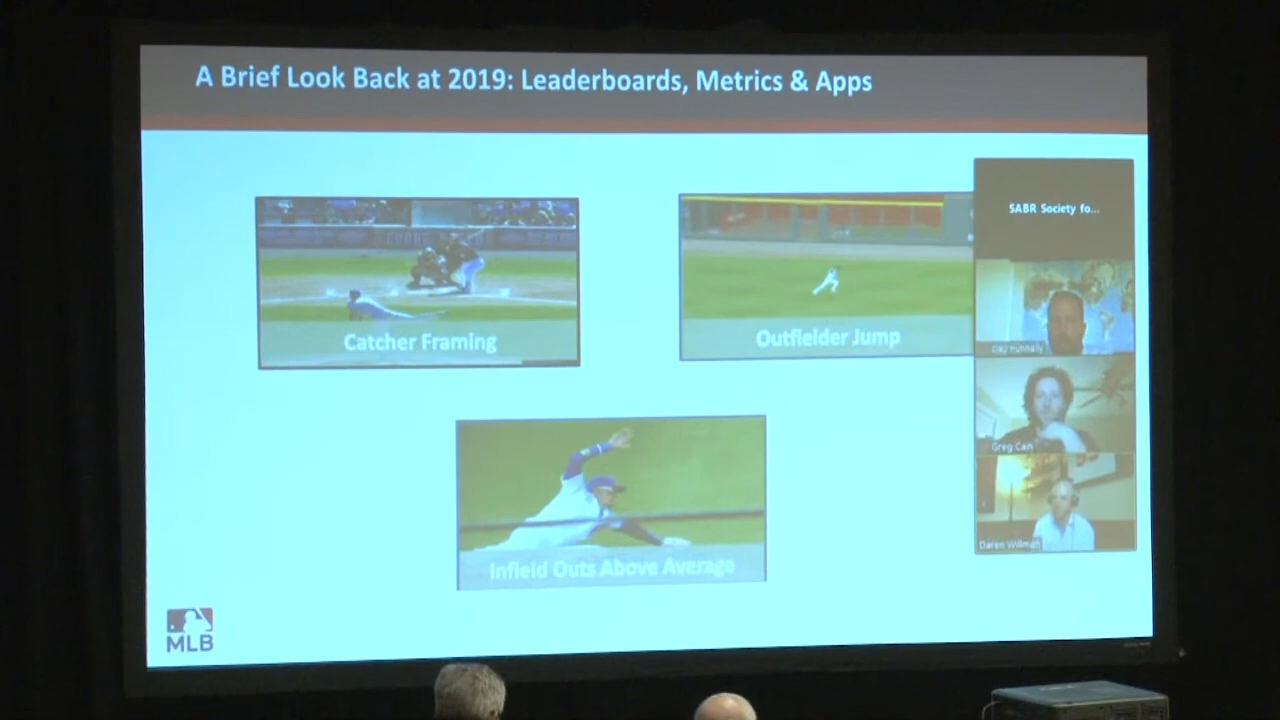 A Brief Look Back at 2019: Leaderboards, Metrics & Apps
SABR Society fo...
Catcher Framing
Outfielder Jump
Greg Cain
Infield Outs Above Average
Daren Willman
MLB